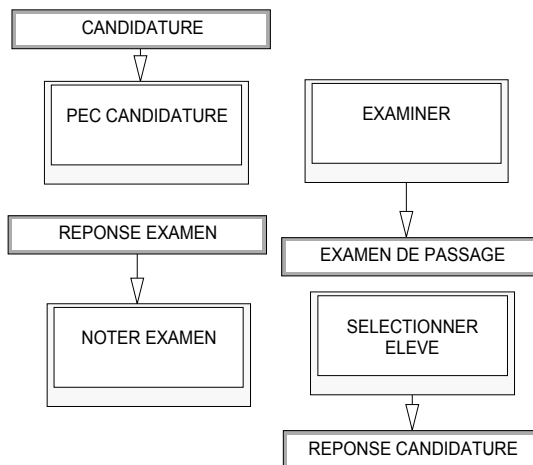 CANDIDATURE
PEC CANDIDATURE
EXAMINER
REPONSE EXAMEN
EXAMEN DE PASSAGE
NOTER EXAMEN
SELECTIONNER
ELEVE
REPONSE CANDIDATURE